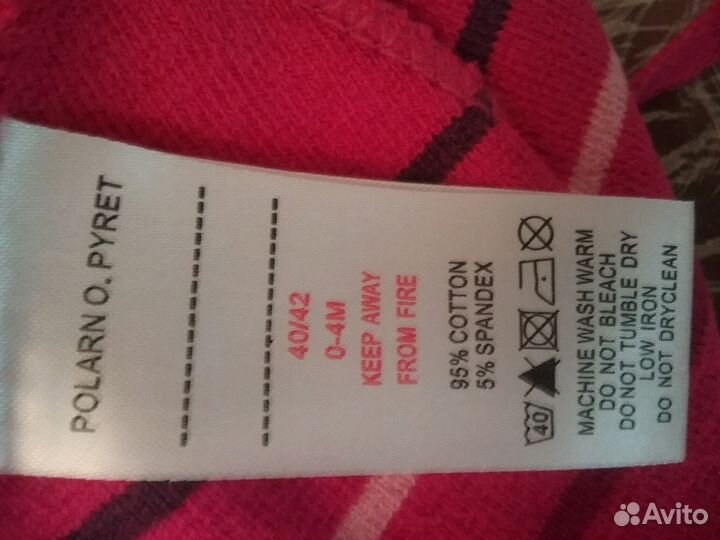 POLARN O. PYRET
40/42
0-4M
KEEP AWAY
FROM FIRE
95% COTTON
5% SPANDEX
40
MACHINE WASH WARM
DO NOT BLEACH
DO NOT TUMBLE DRY
LOW IRON
DO NOT DRYCLEAN
Avito